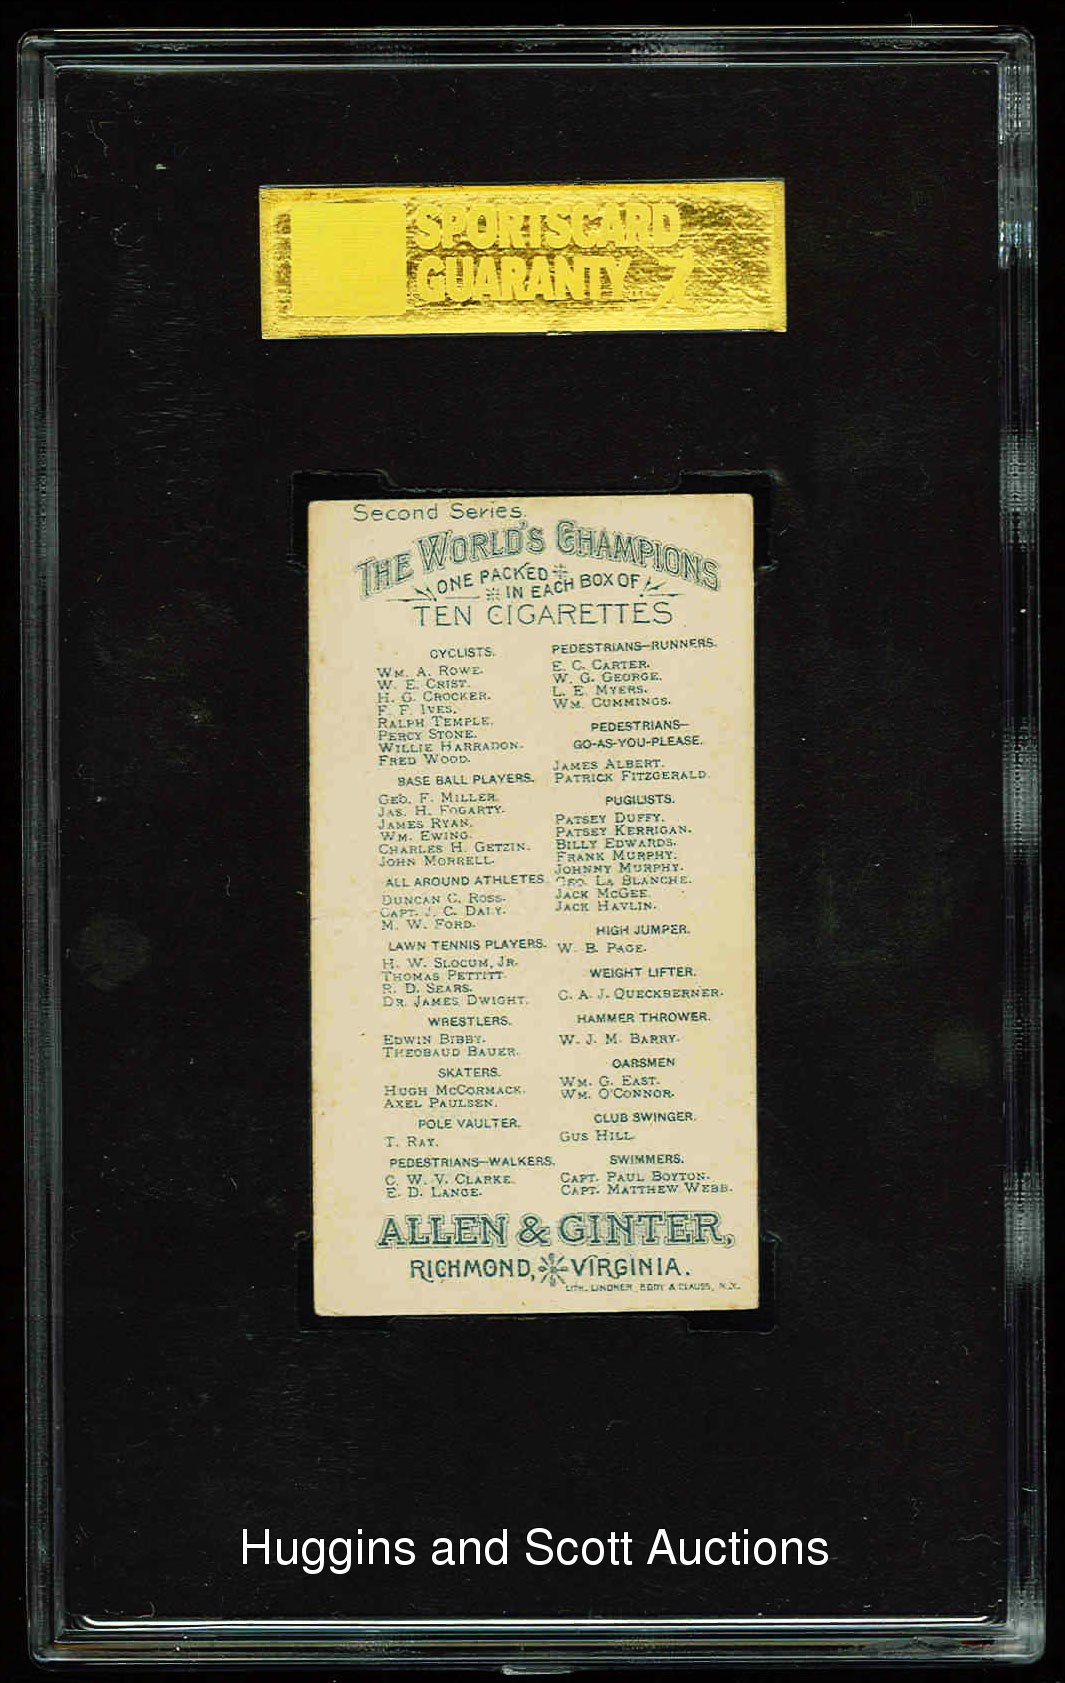 SPORTSCARD
GUARANTY
Second Series.
THE WORLD'S CHAMPIONS
ONE PACKED
IN EACH BOX OF
TEN CIGARETTES
CYCLISTS.
WM. A. ROWE.
W. E. CRIST.
H. G. CROCKER.
F. F. IVES.
RALPH TEMPLE.
PERCY STONE.
WILLIE HARRADON.
FRED WOOD.
BASE BALL PLAYERS.
GEO. F. MILLER.
JAS. H. FOGARTY.
JAMES RYAN.
WM. EWING.
CHARLES H. GETZIN.
JOHN MORRELL.
ALL AROUND ATHLETES.
DUNCAN C. ROSS.
CAPT. J. C. DALY.
M. W. FORD.
LAWN TENNIS PLAYERS.
H. W. SLOCUM, JR.
THOMAS PETTITT.
R. D. SEARS.
DR. JAMES DWIGHT.
WRESTLERS.
EDWIN BIBBY.
THEOBAUD BAUER.
SKATERS.
HUGH MCCORMACK.
AXEL PAULSEN.
POLE VAULTER.
T. RAY.
PEDESTRIANS—WALKERS.
C. W. V. CLARKE.
E. D. LANGE.
PEDESTRIANS—RUNNERS.
E. C. CARTER.
W. G. GEORGE.
L. E. MYERS.
WM. CUMMINGS.
PEDESTRIANS—
GO-AS-YOU-PLEASE.
JAMES ALBERT.
PATRICK FITZGERALD.
PUGILISTS.
PATSEY DUFFY.
PATSEY KERRIGAN.
BILLY EDWARDS.
FRANK MURPHY.
JOHNNY MURPHY.
GEO. LA BLANCHE.
JACK MCGEE.
JACK HAVLIN.
HIGH JUMPER.
W. B. PAGE.
WEIGHT LIFTER.
C. A. J. QUECKBERNER.
HAMMER THROWER.
W. J. M. BARRY.
OARSMEN
WM. G. EAST.
WM. O'CONNOR.
CLUB SWINGER.
GUS HILL.
SWIMMERS.
CAPT. PAUL BOYTON.
CAPT. MATTHEW WEBB.
ALLEN & GINTER,
RICHMOND, VIRGINIA.
LITH. LINDNER, EDDY & CLAUSS, N.Y.
Huggins and Scott Auctions